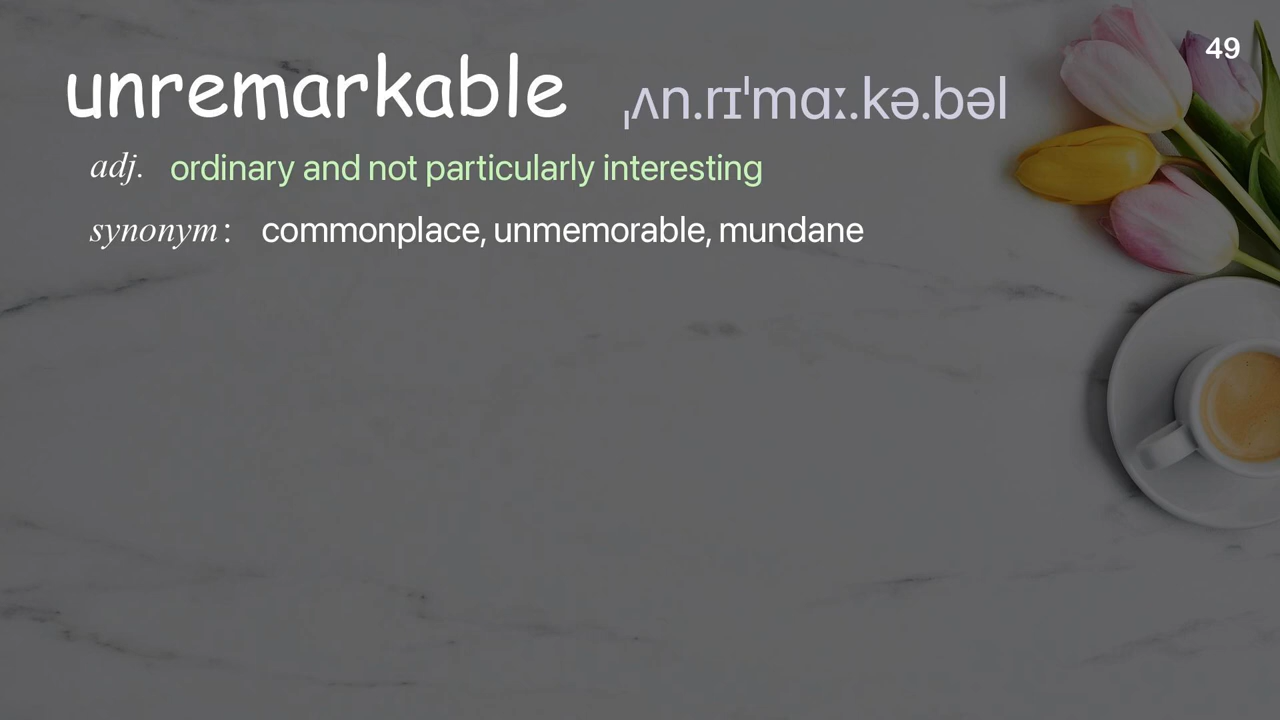 49
unremarkable ˌʌn.rɪˈmɑː.kə.bəl
adj. ordinary and not particularly interesting
synonym: commonplace, unmemorable, mundane